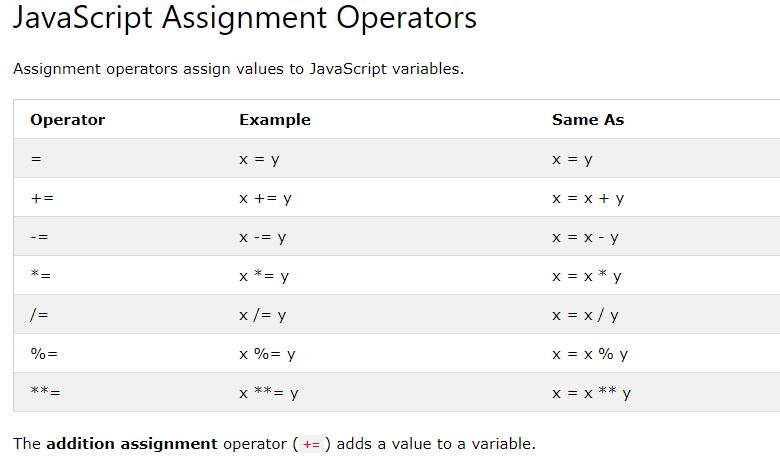 JavaScript Assignment Operators
Assignment operators assign values to JavaScript variables.
Operator Example Same As
= x = y x = y
+= x += y x = x + y
-= x -= y x = x - y
*= x *= y x = x * y
/= x /= y x = x / y
%= x %= y x = x % y
**= x **= y x = x ** y
The addition assignment operator (+=) adds a value to a variable.